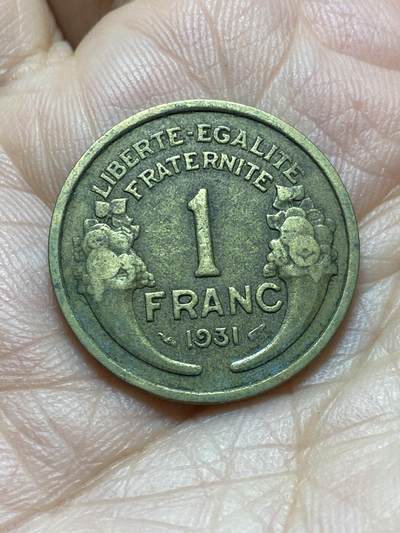 LIBERTE-EGALITE
FRATERNITE
1
FRANC
1931